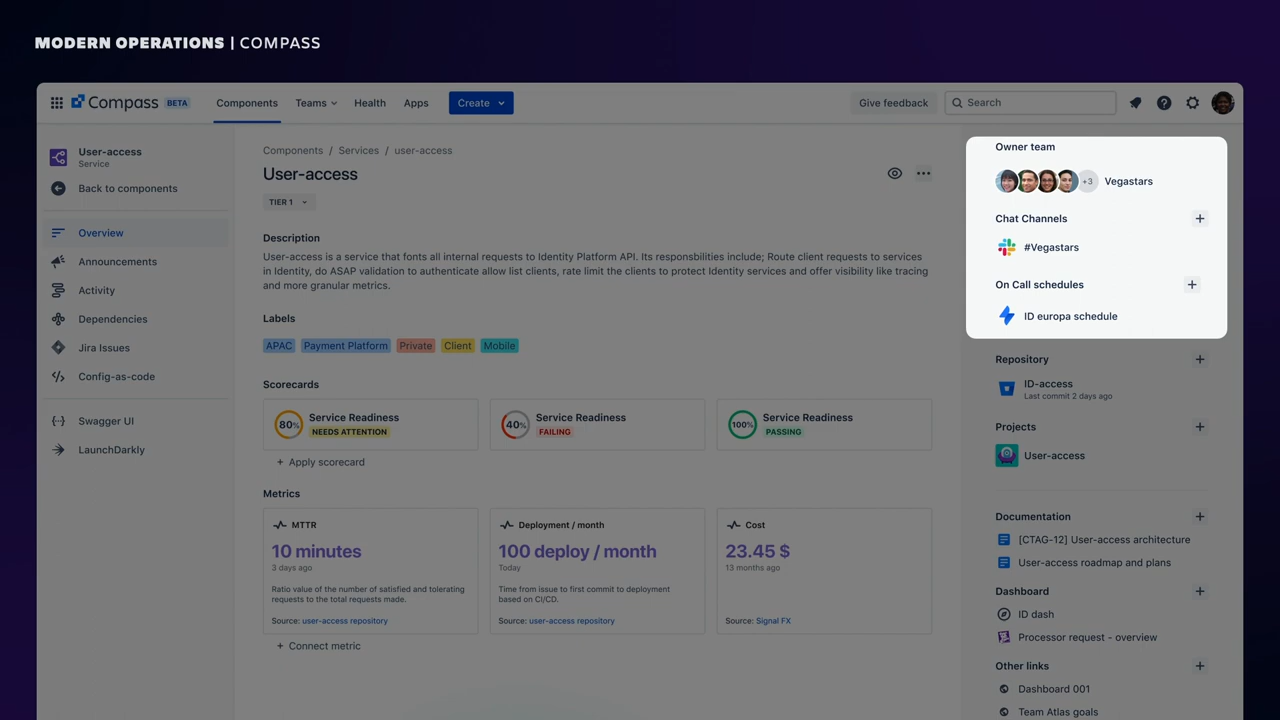 MODERN OPERATIONS | COMPASS
Compass BETA Components Teams Health Apps Create Give feedback Search
User-access
Service
Back to components
Overview
Announcements
Activity
Dependencies
Jira Issues
Config-as-code
Swagger UI
LaunchDarkly
Components / Services / user-access
User-access
TIER 1
Description
User-access is a service that fonts all internal requests to Identity Platform API. Its responsbilities include; Route client requests to services
in Identity, do ASAP validation to authenticate allow list clients, rate limit the clients to protect Identity services and offer visibility like tracing
and more granular metrics.
Labels
APAC Payment Platform Private Client Mobile
Scorecards
80% Service Readiness
NEEDS ATTENTION
40% Service Readiness
FAILING
100% Service Readiness
PASSING
+ Apply scorecard
Metrics
MTTR
10 minutes
3 days ago
Ratio value of the number of satisfied and tolerating
requests to the total requests made.
Source: user-access repository
Deployment / month
100 deploy / month
Today
Time from issue to first commit to deployment
based on CI/CD.
Source: user-access repository
Cost
23.45 $
13 months ago
Source: Signal FX
+ Connect metric
Owner team
+3 Vegastars
Chat Channels
#Vegastars
On Call schedules
ID europa schedule
Repository
ID-access
Last commit 2 days ago
Projects
User-access
Documentation
[CTAG-12] User-access architecture
User-access roadmap and plans
Dashboard
ID dash
Processor request - overview
Other links
Dashboard 001
Team Atlas goals